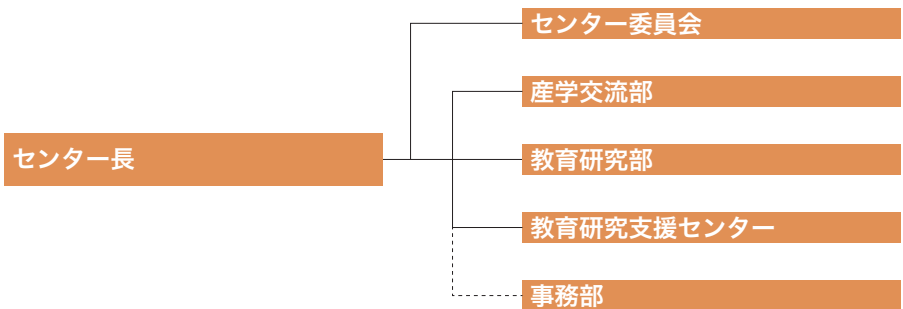 センター委員会
産学交流部
センター長
教育研究部
教育研究支援センター
事務部